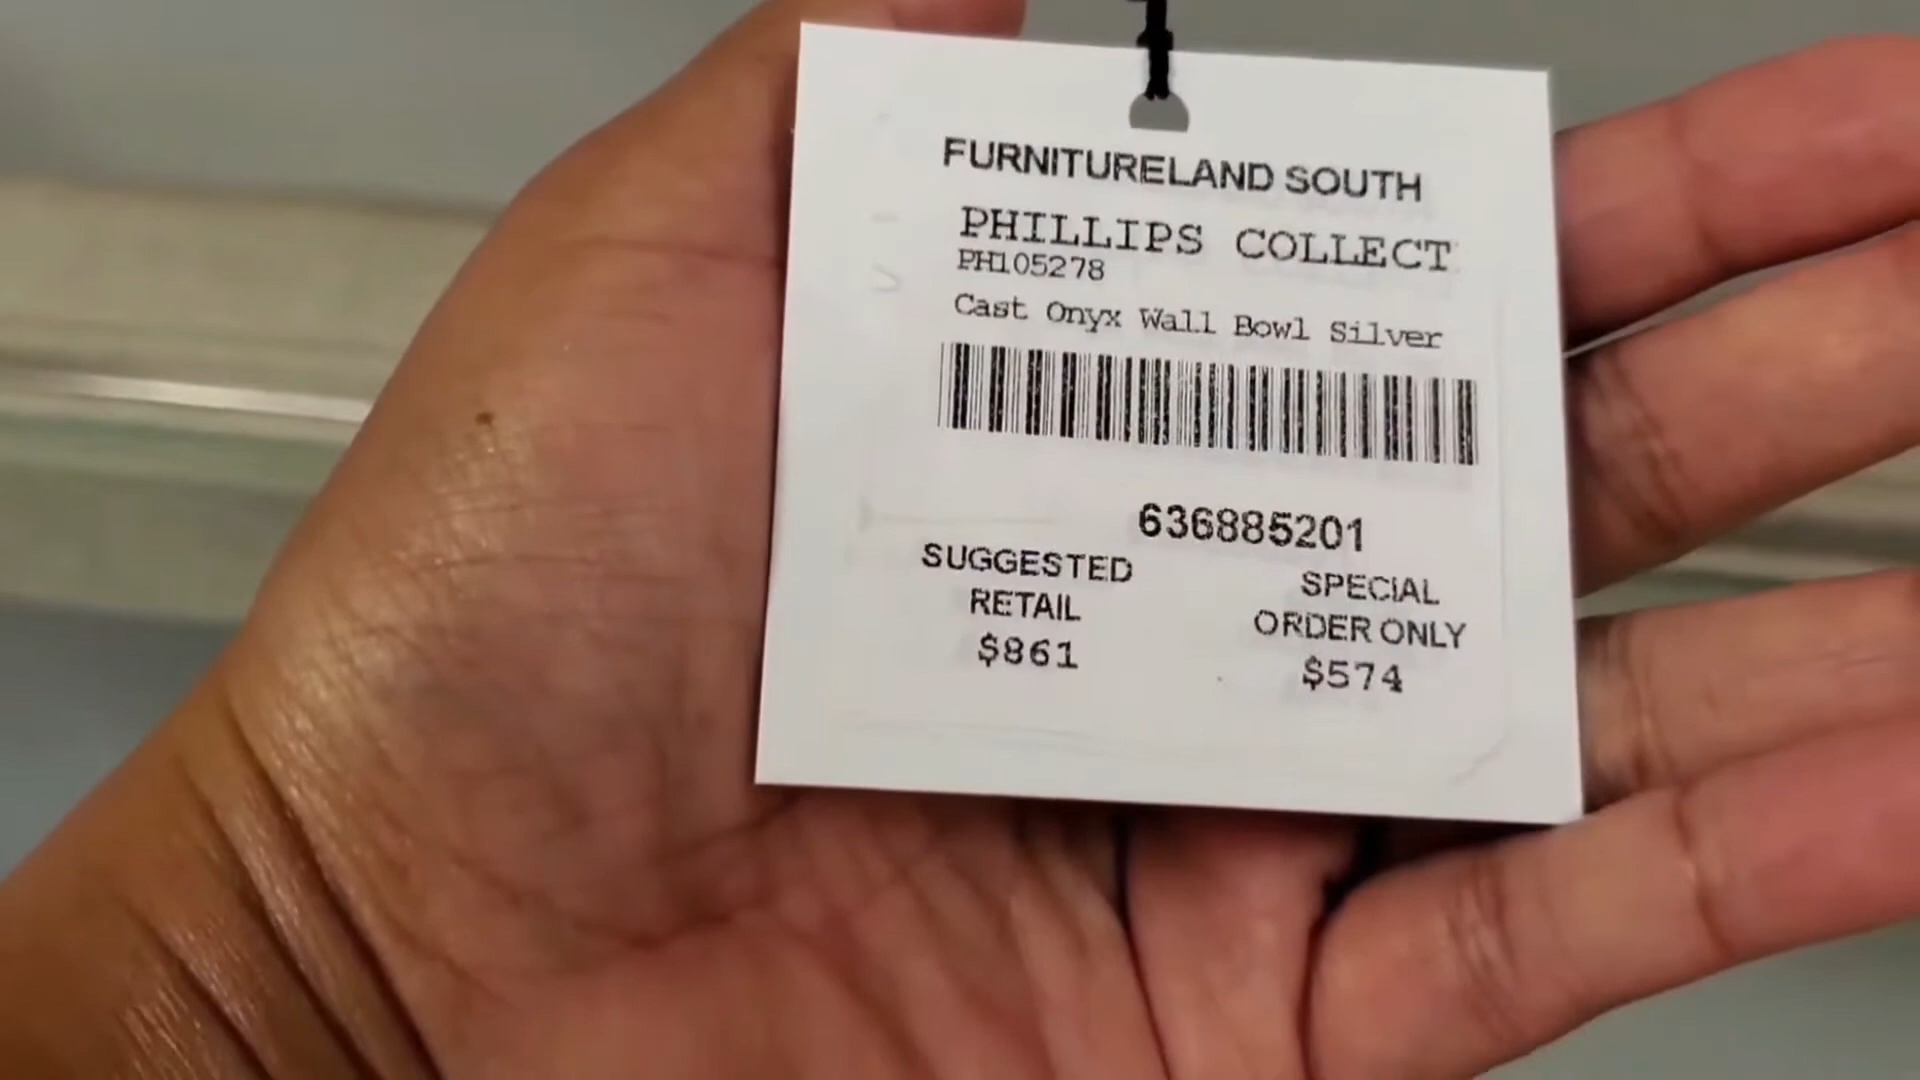 FURNITURELAND SOUTH
PHILLIPS COLLECT
PH105278
Cast Onyx Wall Bowl Silver
636885201
SUGGESTED
RETAIL
$861
SPECIAL
ORDER ONLY
$574